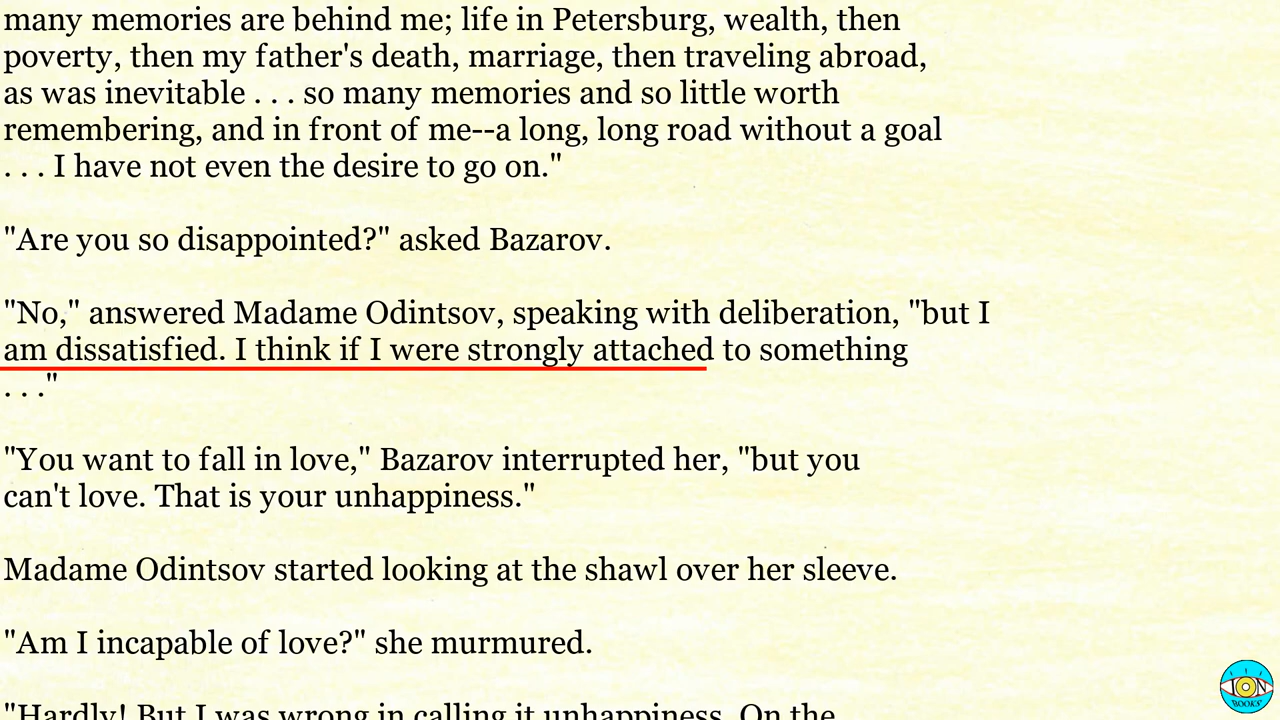 many memories are behind me; life in Petersburg, wealth, then
poverty, then my father's death, marriage, then traveling abroad,
as was inevitable . . . so many memories and so little worth
remembering, and in front of me--a long, long road without a goal
. . . I have not even the desire to go on."
"Are you so disappointed?" asked Bazarov.
"No," answered Madame Odintsov, speaking with deliberation, "but I
am dissatisfied. I think if I were strongly attached to something
. . ."
"You want to fall in love," Bazarov interrupted her, "but you
can't love. That is your unhappiness."
Madame Odintsov started looking at the shawl over her sleeve.
"Am I incapable of love?" she murmured.
"Hardly! But I was wrong in calling it unhappiness. On the
ION
BOOKS